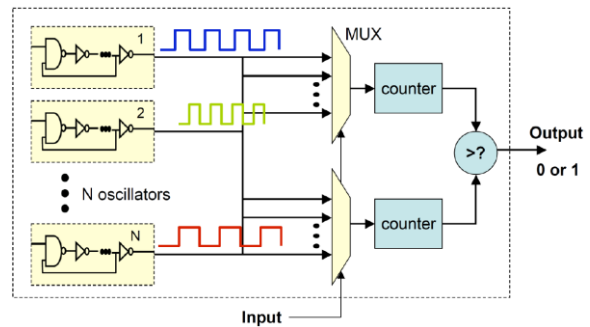 1
MUX
counter
2
>?
Output
0 or 1
N oscillators
N
counter
Input